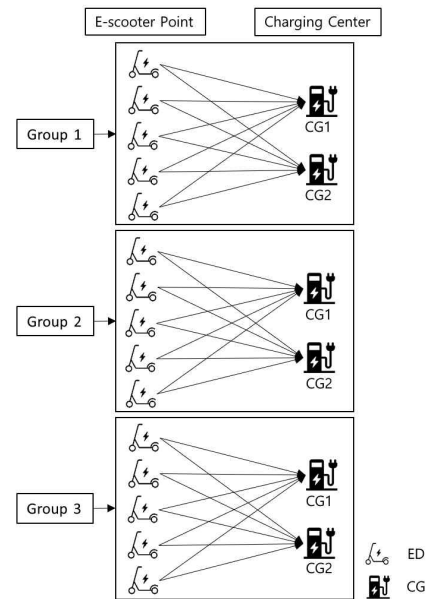 E-scooter Point
Charging Center
CG1
Group 1
CG2
CG1
Group 2
CG2
CG1
Group 3
CG2
ED
CG